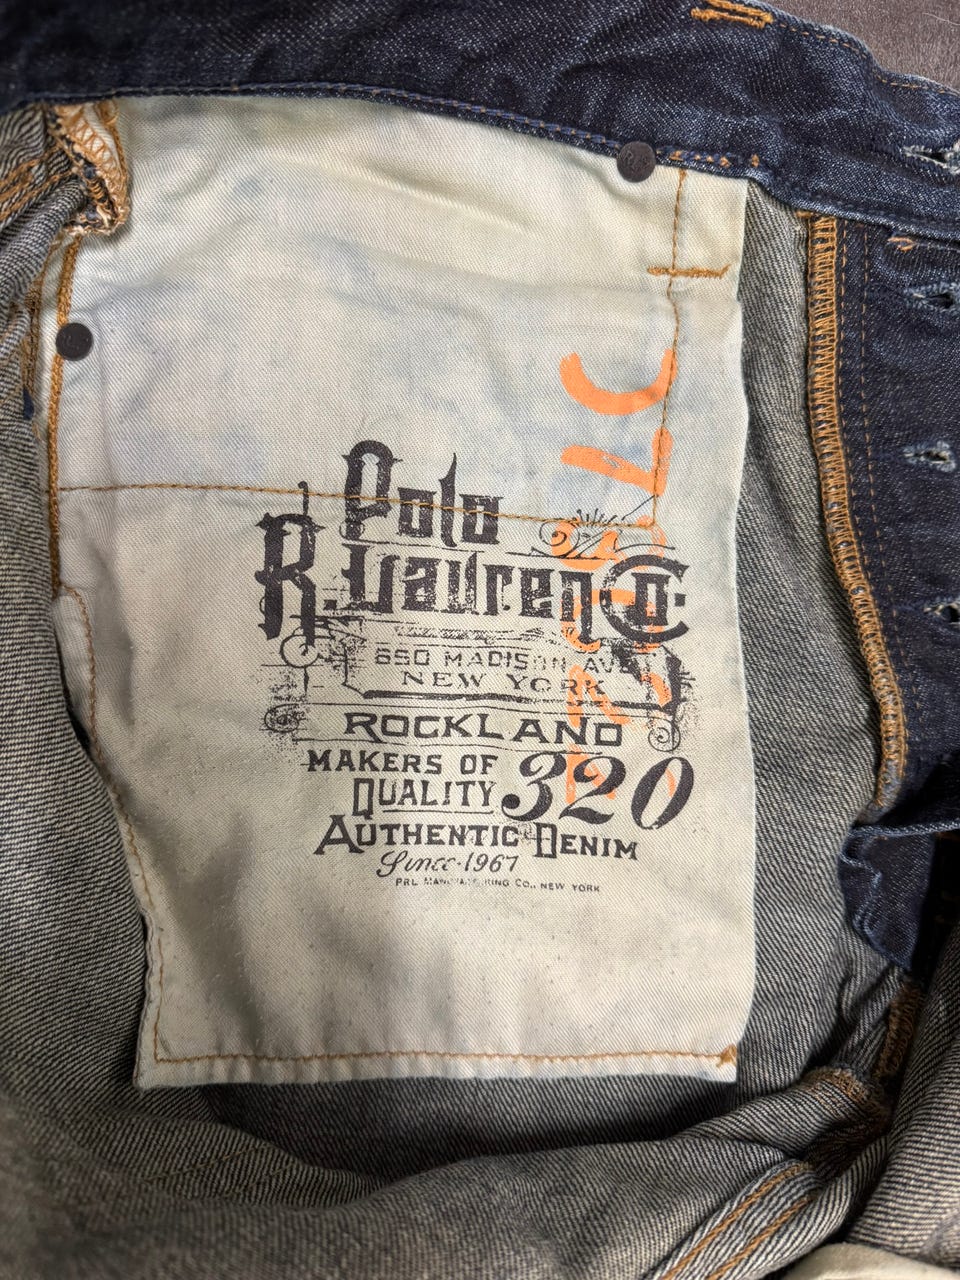 Polo
R. Lauren Co.
650 MADISON AVE
NEW YORK
ROCKLAND
MAKERS OF
QUALITY 320
AUTHENTIC DENIM
Since 1967
PRL MANUFACTURING CO., NEW YORK
LC